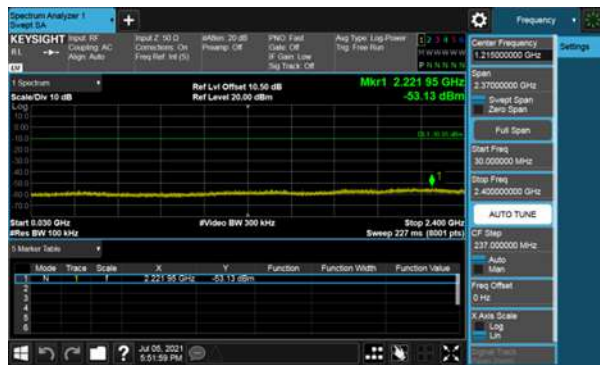 Spectrum Analyzer 1
Swept SA
Frequency
KEYSIGHT Input: RF Input Z: 50 Ω #Atten: 20 dB PNO: Fast Avg Type: Log-Power 1 2 3 4 5 6
RL Coupling: AC Corrections: On Preamp: Off Gate: Off Trig: Free Run
Align: Auto Freq Ref: Int (S) IF Gain: Low
Sig Track: Off
P N N N N N
Center Frequency
1.215000000 GHz
Settings
1 Spectrum
Ref Lvl Offset 10.50 dB
Mkr1 2.221 95 GHz
Scale/Div 10 dB
Ref Level 20.00 dBm
-53.13 dBm
Log
10.0
0.00
-10.0
-20.0
-30.0
-40.0
-50.0
-60.0
-70.0
1
Start 0.030 GHz
#Video BW 300 kHz
Stop 2.400 GHz
#Res BW 100 kHz
Sweep 227 ms (8001 pts)
Span
2.37000000 GHz
Swept Span
Zero Span
Full Span
Start Freq
30.000000 MHz
Stop Freq
2.400000000 GHz
AUTO TUNE
CF Step
237.000000 MHz
Auto
Man
Freq Offset
0 Hz
X Axis Scale
Log
Lin
Signal Track
5 Marker Table
Mode Trace Scale X Y Function Function Width Function Value
1 N 1 f 2.221 95 GHz -53.13 dBm
2
3
4
5
6
Jul 05, 2021
5:51:59 PM